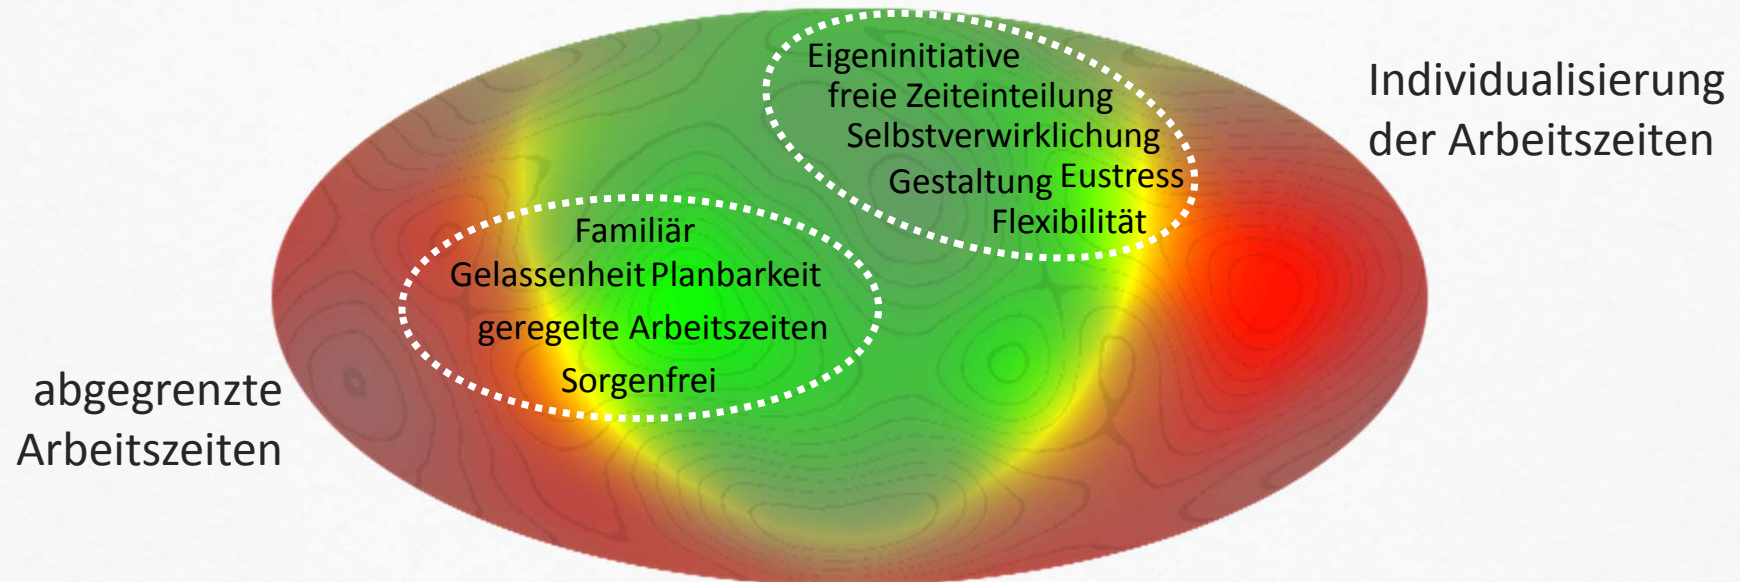 Eigeninitiative
freie Zeiteinteilung
Selbstverwirklichung
Gestaltung Eustress
Flexibilität
Individualisierung
der Arbeitszeiten
Familiär
Gelassenheit Planbarkeit
geregelte Arbeitszeiten
Sorgenfrei
abgegrenzte
Arbeitszeiten